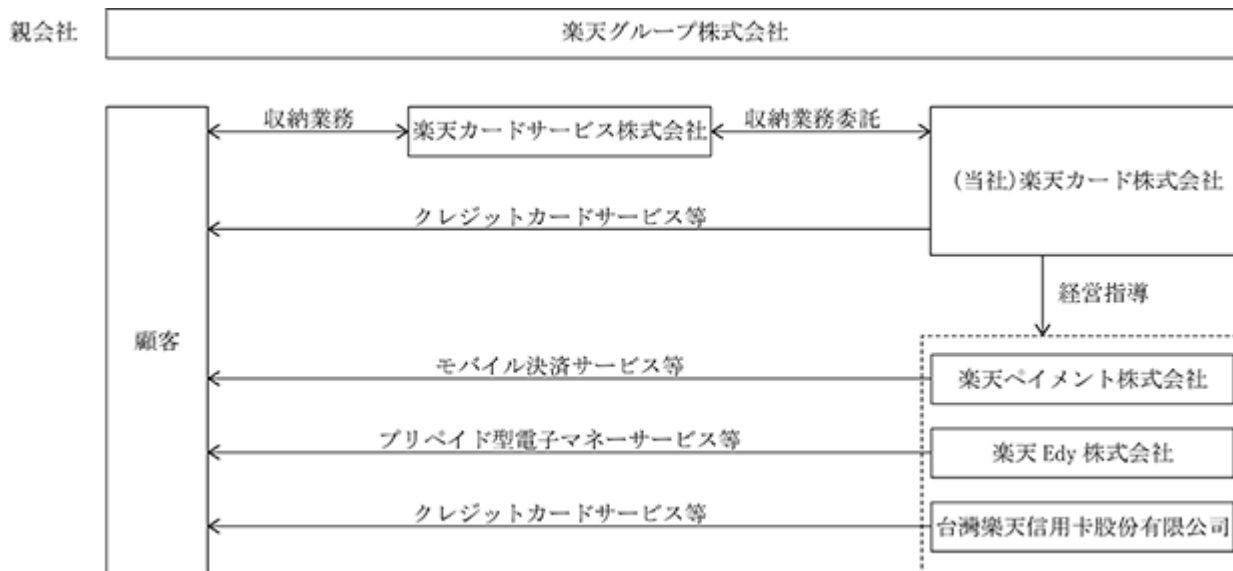 親会社
楽天グループ株式会社
収納業務
楽天カードサービス株式会社
収納業務委託
(当社)楽天カード株式会社
クレジットカードサービス等
経営指導
顧客
モバイル決済サービス等
楽天ペイメント株式会社
プリペイド型電子マネーサービス等
楽天 Edy 株式会社
クレジットカードサービス等
台灣樂天信用卡股份有限公司